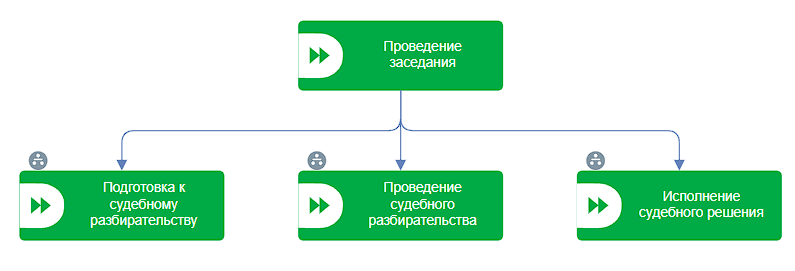 Проведение
заседания
Подготовка к
судебному
разбирательству
Проведение
судебного
разбирательства
Исполнение
судебного решения